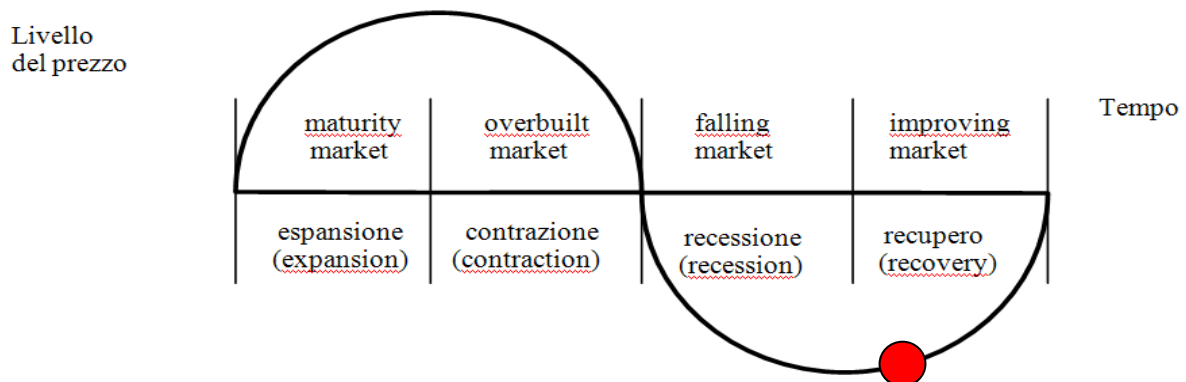 Livello
del prezzo
Tempo
maturity
market
overbuilt
market
falling
market
improving
market
espansione
(expansion)
contrazione
(contraction)
recessione
(recession)
recupero
(recovery)